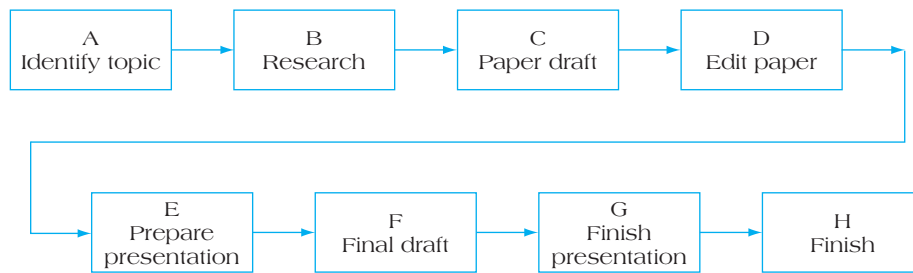 A
Identify topic
B
Research
C
Paper draft
D
Edit paper
E
Prepare
presentation
F
Final draft
G
Finish
presentation
H
Finish